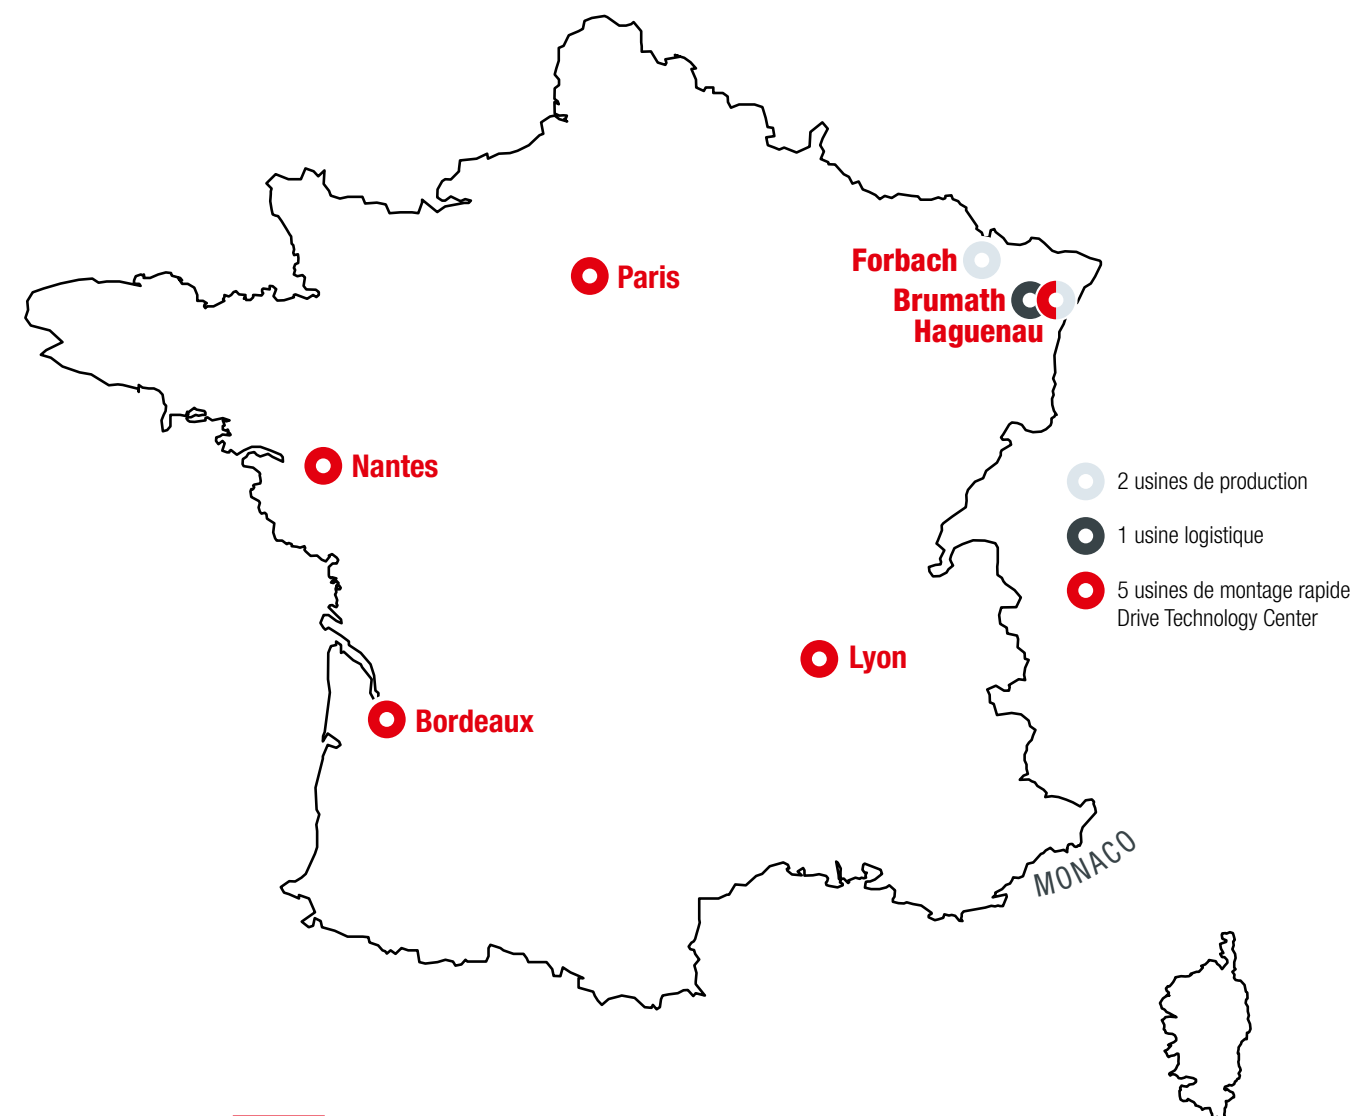 Paris
Forbach
Brumath
Haguenau
Nantes
2 usines de production
1 usine logistique
5 usines de montage rapide
Drive Technology Center
Lyon
Bordeaux
MONACO